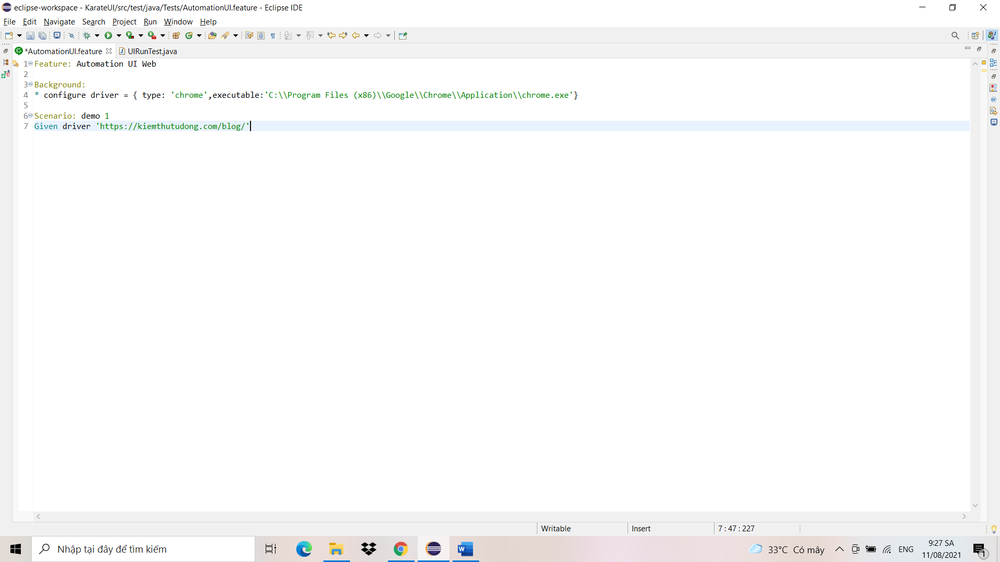 eclipse-workspace - KarateUI/src/test/java/Tests/AutomationUI.feature - Eclipse IDE
File Edit Navigate Search Project Run Window Help
*AutomationUI.feature UIRunTest.java
1 Feature: Automation UI Web
2
3 Background:
4 * configure driver = { type: 'chrome',executable:'C:\\Program Files (x86)\\Google\\Chrome\\Application\\chrome.exe'}
5
6 Scenario: demo 1
7 Given driver 'https://kiemthutudong.com/blog/'
Writable Insert 7 : 47 : 227
Nhập tại đây để tìm kiếm
33°C Có mây
ENG
9:27 SA
11/08/2021
1